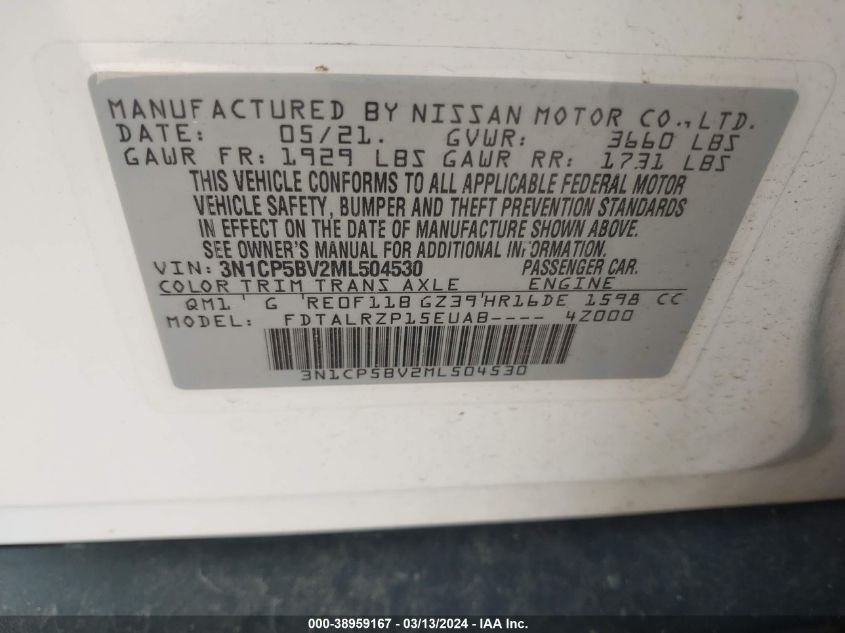 MANUFACTURED BY NISSAN MOTOR CO., LTD.
DATE: 05/21. GVWR: 3660 LBS
GAWR FR: 1929 LBS GAWR RR: 1731 LBS
THIS VEHICLE CONFORMS TO ALL APPLICABLE FEDERAL MOTOR
VEHICLE SAFETY, BUMPER AND THEFT PREVENTION STANDARDS
IN EFFECT ON THE DATE OF MANUFACTURE SHOWN ABOVE.
SEE OWNER'S MANUAL FOR ADDITIONAL INFORMATION.
VIN: 3N1CP5BV2ML504530 PASSENGER CAR.
COLOR TRIM TRANS AXLE ENGINE
QM1 G RE0F11B GZ39 HR16DE 1598 CC
MODEL: FDTALRZP15EUAB---- 4Z000
3N1CP5BV2ML504530
000-38959167 - 03/13/2024 - IAA Inc.